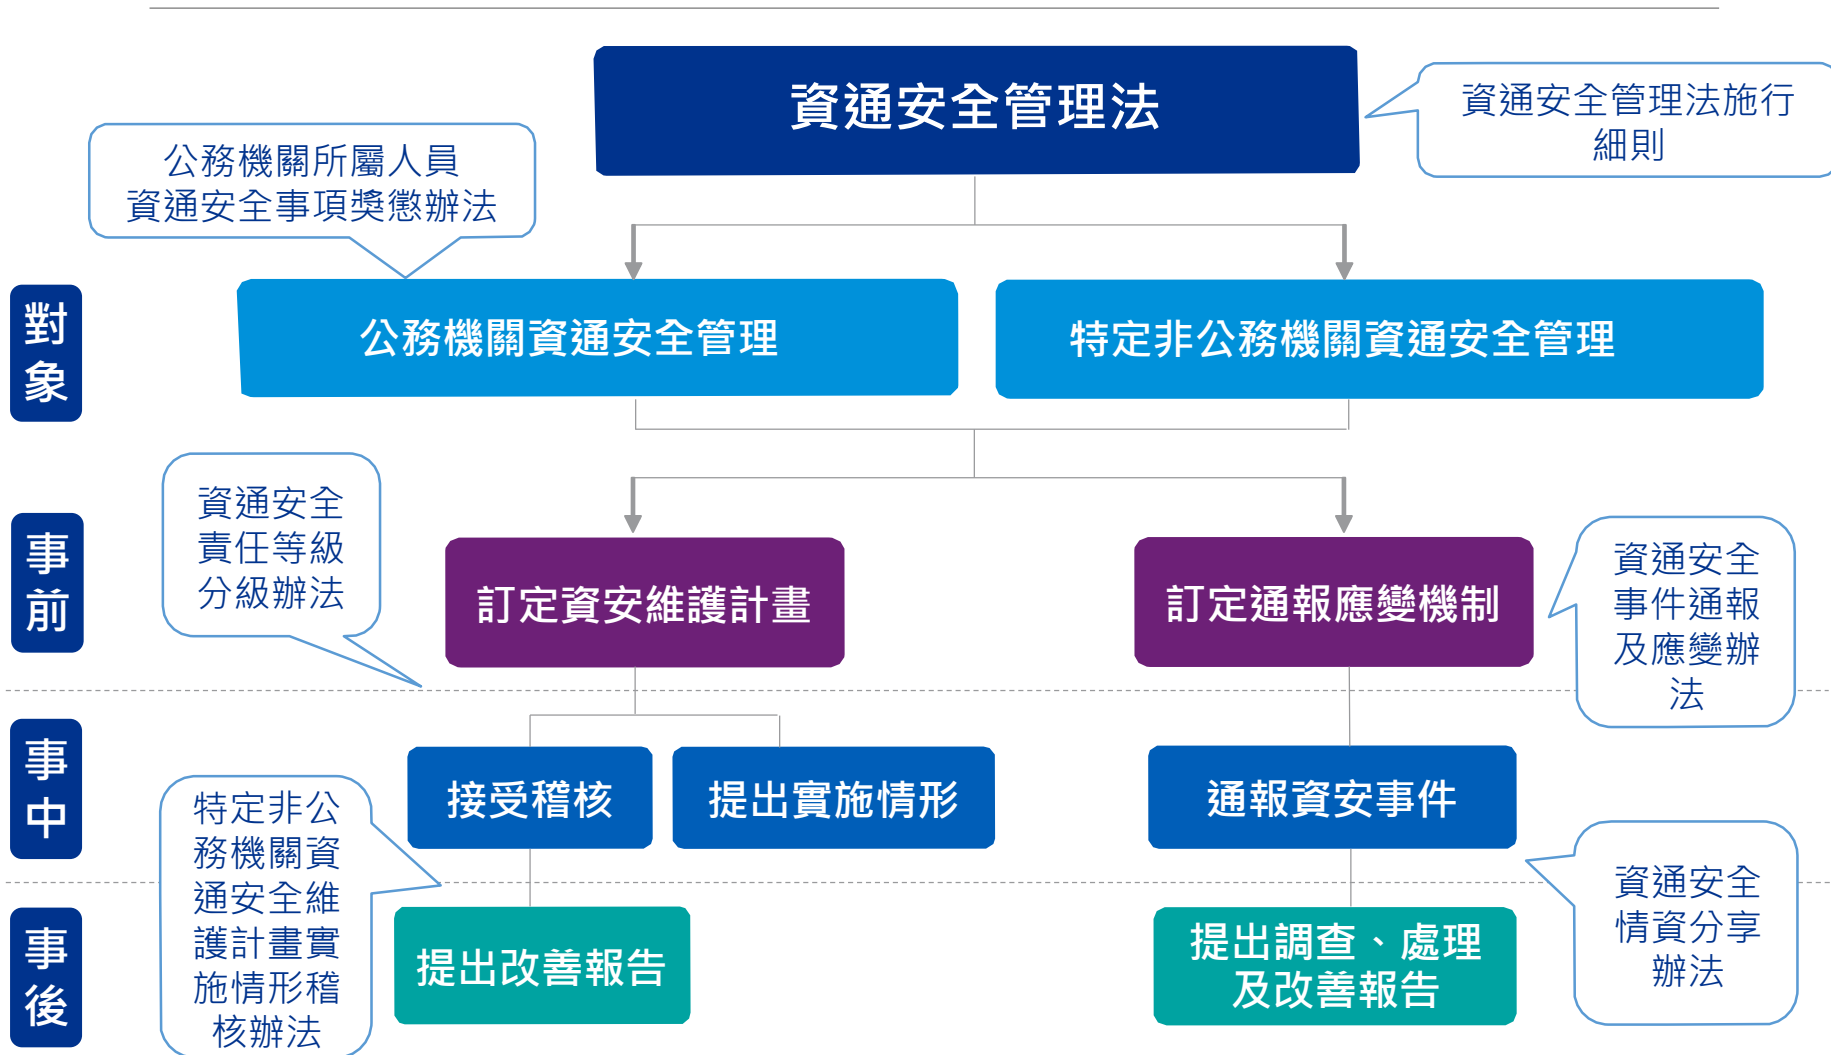 資通安全管理法
資通安全管理法施行
細則
公務機關所屬人員
資通安全事項獎懲辦法
對
象
公務機關資通安全管理
特定非公務機關資通安全管理
資通安全
責任等級
分級辦法
事
前
訂定資安維護計畫
訂定通報應變機制
資通安全
事件通報
及應變辦
法
事
中
接受稽核
提出實施情形
通報資安事件
特定非公
務機關資
通安全維
護計畫實
施情形稽
核辦法
資通安全
情資分享
辦法
事
後
提出改善報告
提出調查、處理
及改善報告